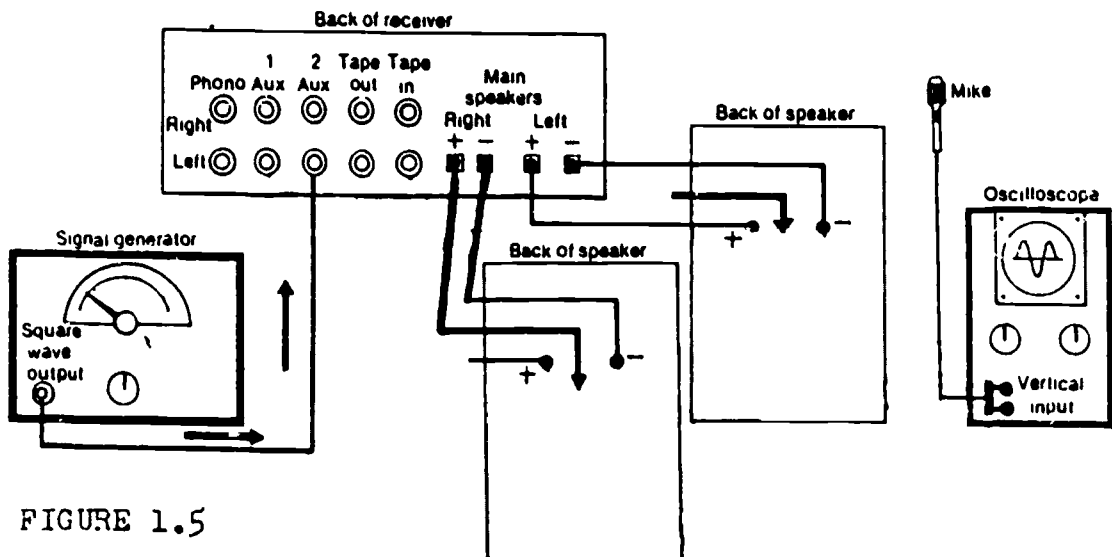 Back of receiver
1 2 Tape Tape
Phono Aux Aux out in
Main
speakers
Right Left
Right
+ − + −
Left
Back of speaker
+ −
Mike
Oscilloscope
Vertical
input
Signal generator
Square
wave
output
Back of speaker
+ −
FIGURE 1.5